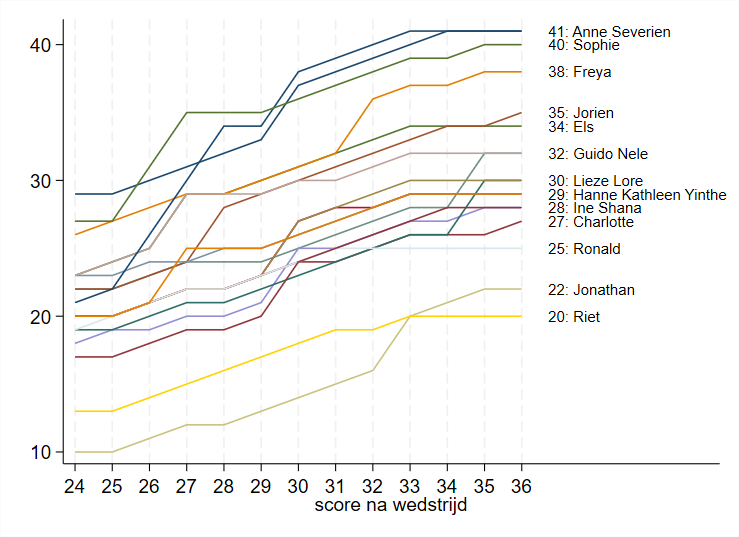 41: Anne Severien
40: Sophie
38: Freya
35: Jorien
34: Els
32: Guido Nele
30: Lieze Lore
29: Hanne Kathleen Yinthe
28: Ine Shana
27: Charlotte
25: Ronald
22: Jonathan
20: Riet
40
30
20
10
24 25 26 27 28 29 30 31 32 33 34 35 36
score na wedstrijd